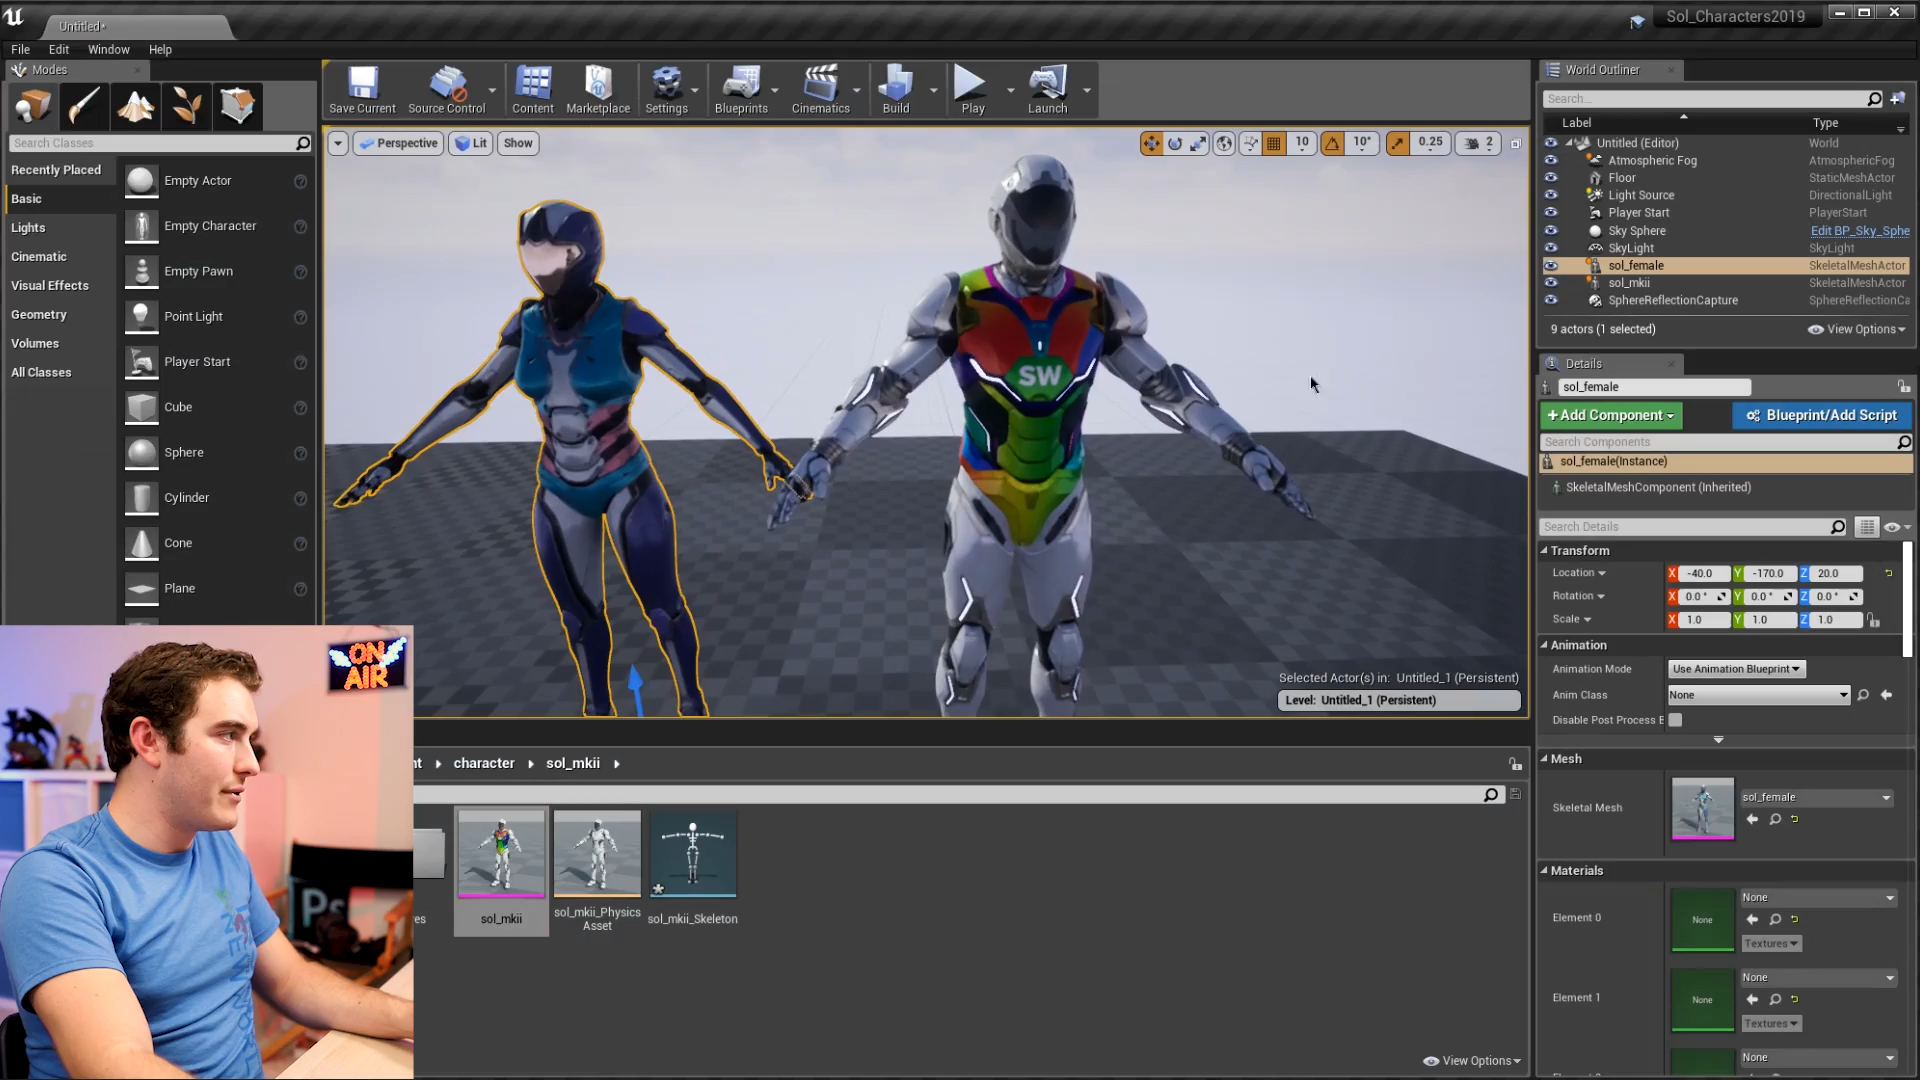 Untitled•
Sol_Characters2019
File Edit Window Help
Modes
Search Classes
Recently Placed
Basic
Lights
Cinematic
Visual Effects
Geometry
Volumes
All Classes
Empty Actor
Empty Character
Empty Pawn
Point Light
Player Start
Cube
Sphere
Cylinder
Cone
Plane
Save Current
Source Control
Content
Marketplace
Settings
Blueprints
Cinematics
Build
Play
Launch
Perspective
Lit
Show
10
10°
0.25
2
SW
Selected Actor(s) in: Untitled_1 (Persistent)
Level: Untitled_1 (Persistent)
World Outliner
Search...
Label Type
Untitled (Editor) World
Atmospheric Fog AtmosphericFog
Floor StaticMeshActor
Light Source DirectionalLight
Player Start PlayerStart
Sky Sphere Edit BP_Sky_Sphe
SkyLight SkyLight
sol_female SkeletalMeshActor
sol_mkii SkeletalMeshActor
SphereReflectionCapture SphereReflectionCa
9 actors (1 selected) View Options
Details
sol_female
+Add Component
Blueprint/Add Script
Search Components
sol_female(Instance)
SkeletalMeshComponent (Inherited)
Search Details
Transform
Location X -40.0 Y -170.0 Z 20.0
Rotation X 0.0° Y 0.0° Z 0.0°
Scale X 1.0 Y 1.0 Z 1.0
Animation
Animation Mode Use Animation Blueprint
Anim Class None
Disable Post Process B
Mesh
Skeletal Mesh sol_female
Materials
Element 0 None None
Textures
Element 1 None None
Textures
None
nt character sol_mkii
es
sol_mkii
sol_mkii_Physics
Asset
sol_mkii_Skeleton
View Options
ON
AIR
Ps